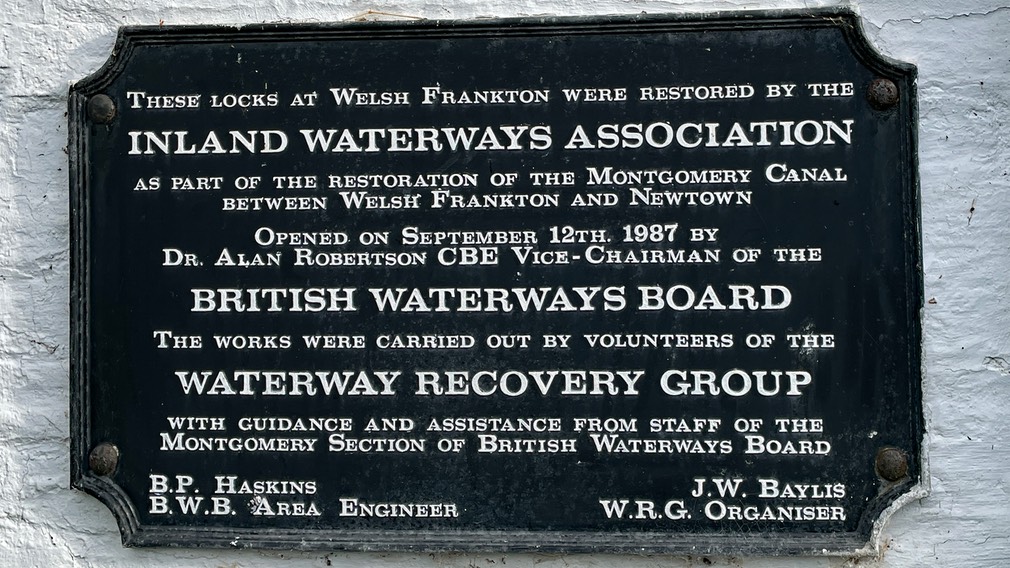 These locks at Welsh Frankton were restored by the
INLAND WATERWAYS ASSOCIATION
as part of the restoration of the Montgomery Canal
between Welsh Frankton and Newtown
Opened on September 12th. 1987 by
Dr. Alan Robertson CBE Vice-Chairman of the
BRITISH WATERWAYS BOARD
The works were carried out by volunteers of the
WATERWAY RECOVERY GROUP
with guidance and assistance from staff of the
Montgomery Section of British Waterways Board
B.P. Haskins
B.W.B. Area Engineer
J.W. Baylis
W.R.G. Organiser